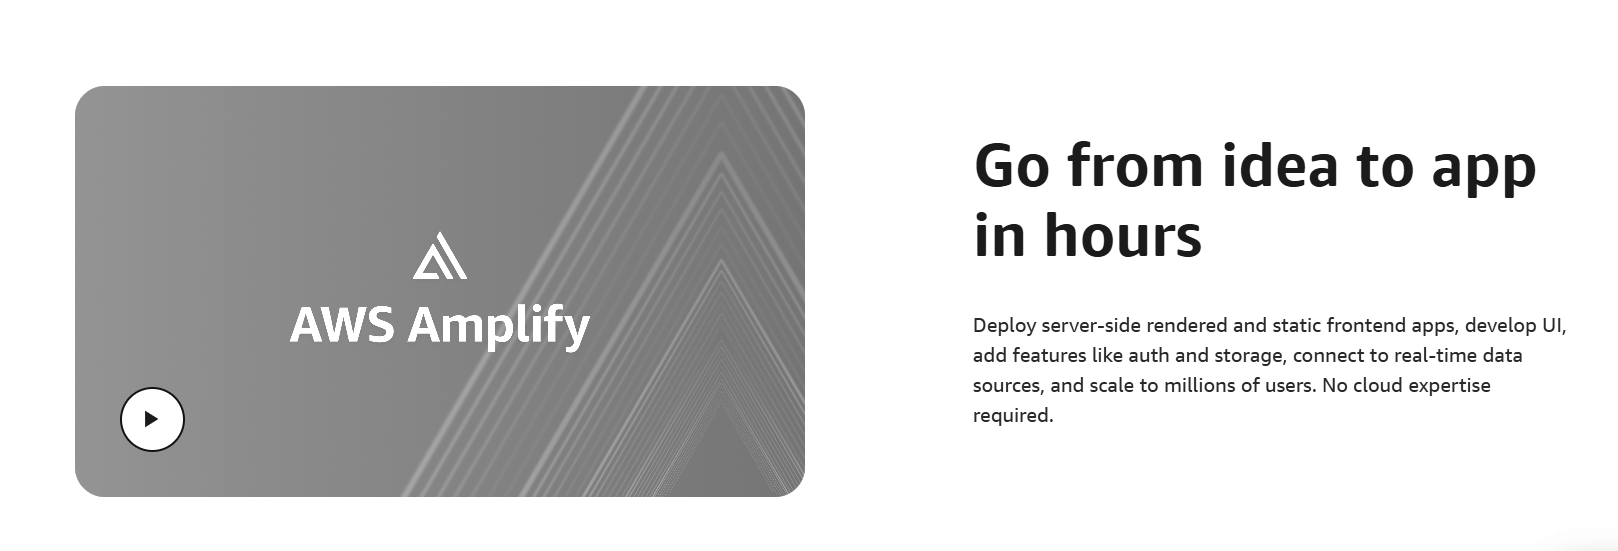 AWS Amplify
Go from idea to app
in hours
Deploy server-side rendered and static frontend apps, develop UI,
add features like auth and storage, connect to real-time data
sources, and scale to millions of users. No cloud expertise
required.